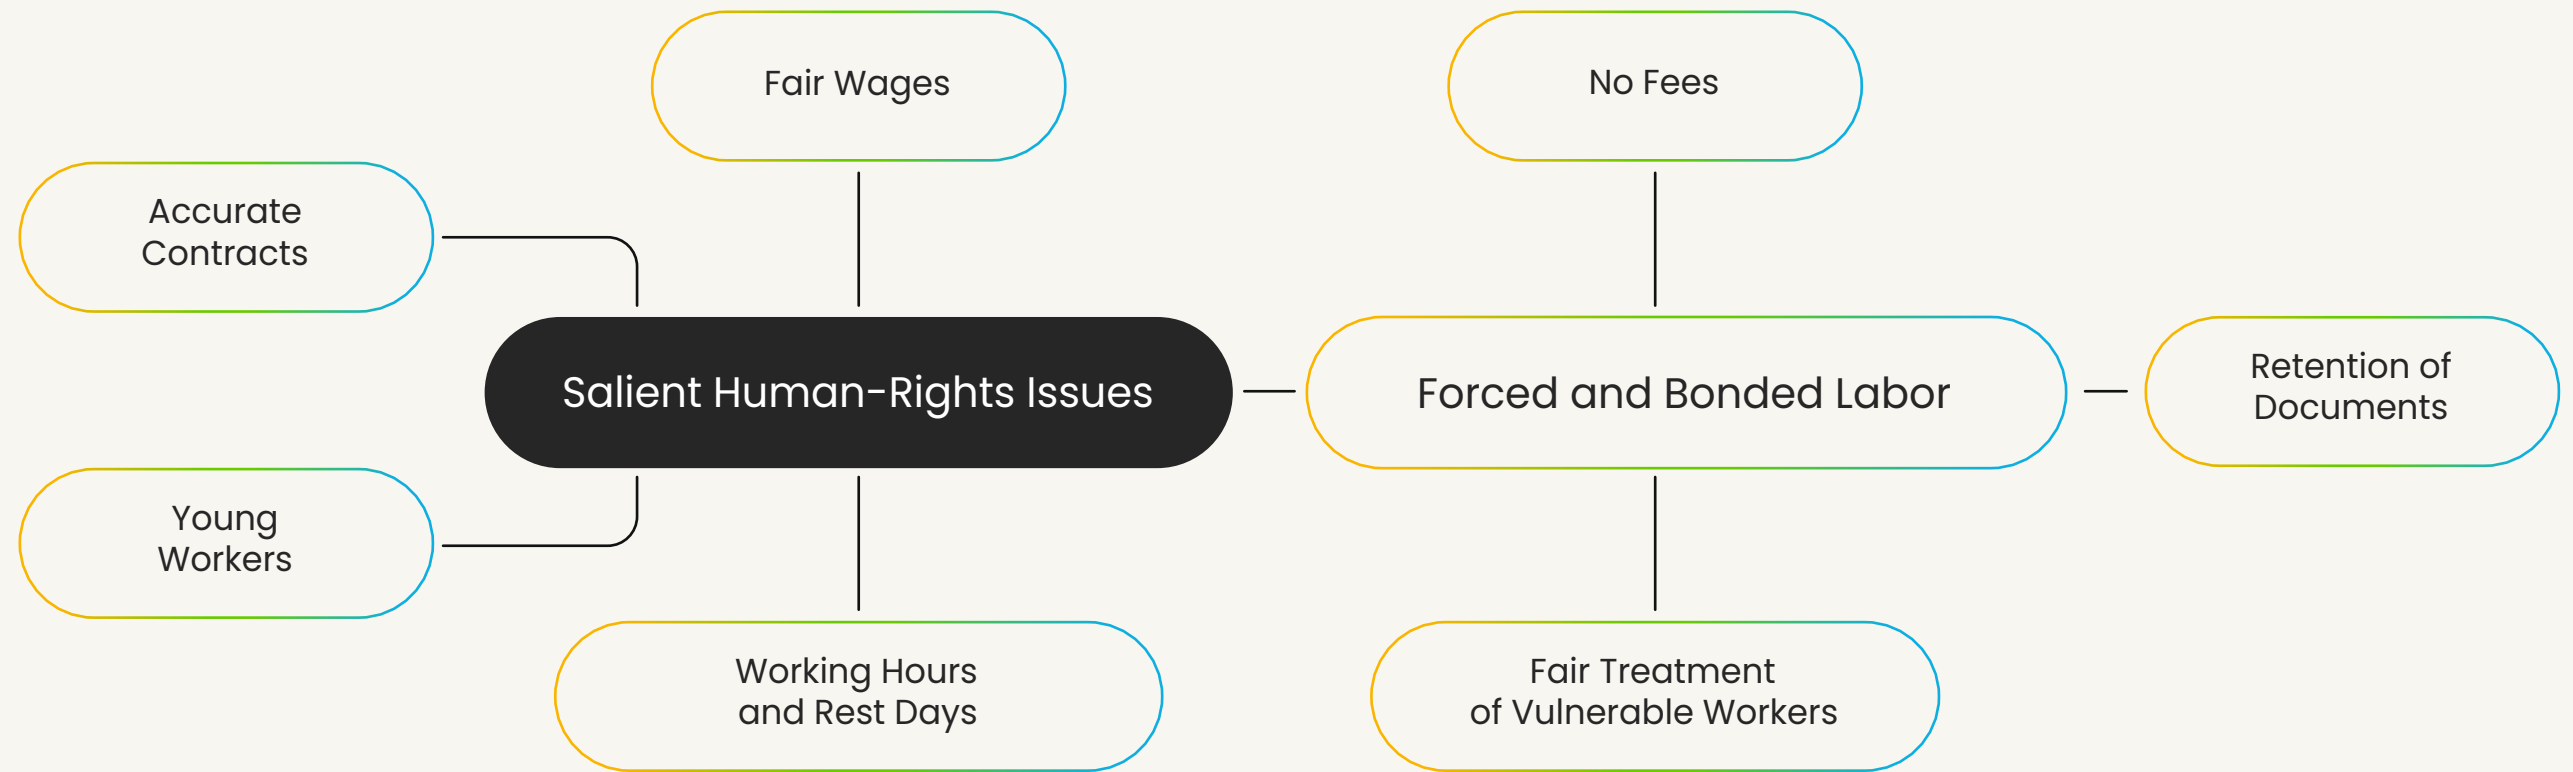 Fair Wages
No Fees
Accurate
Contracts
Salient Human-Rights Issues
Forced and Bonded Labor
Retention of
Documents
Young
Workers
Working Hours
and Rest Days
Fair Treatment
of Vulnerable Workers